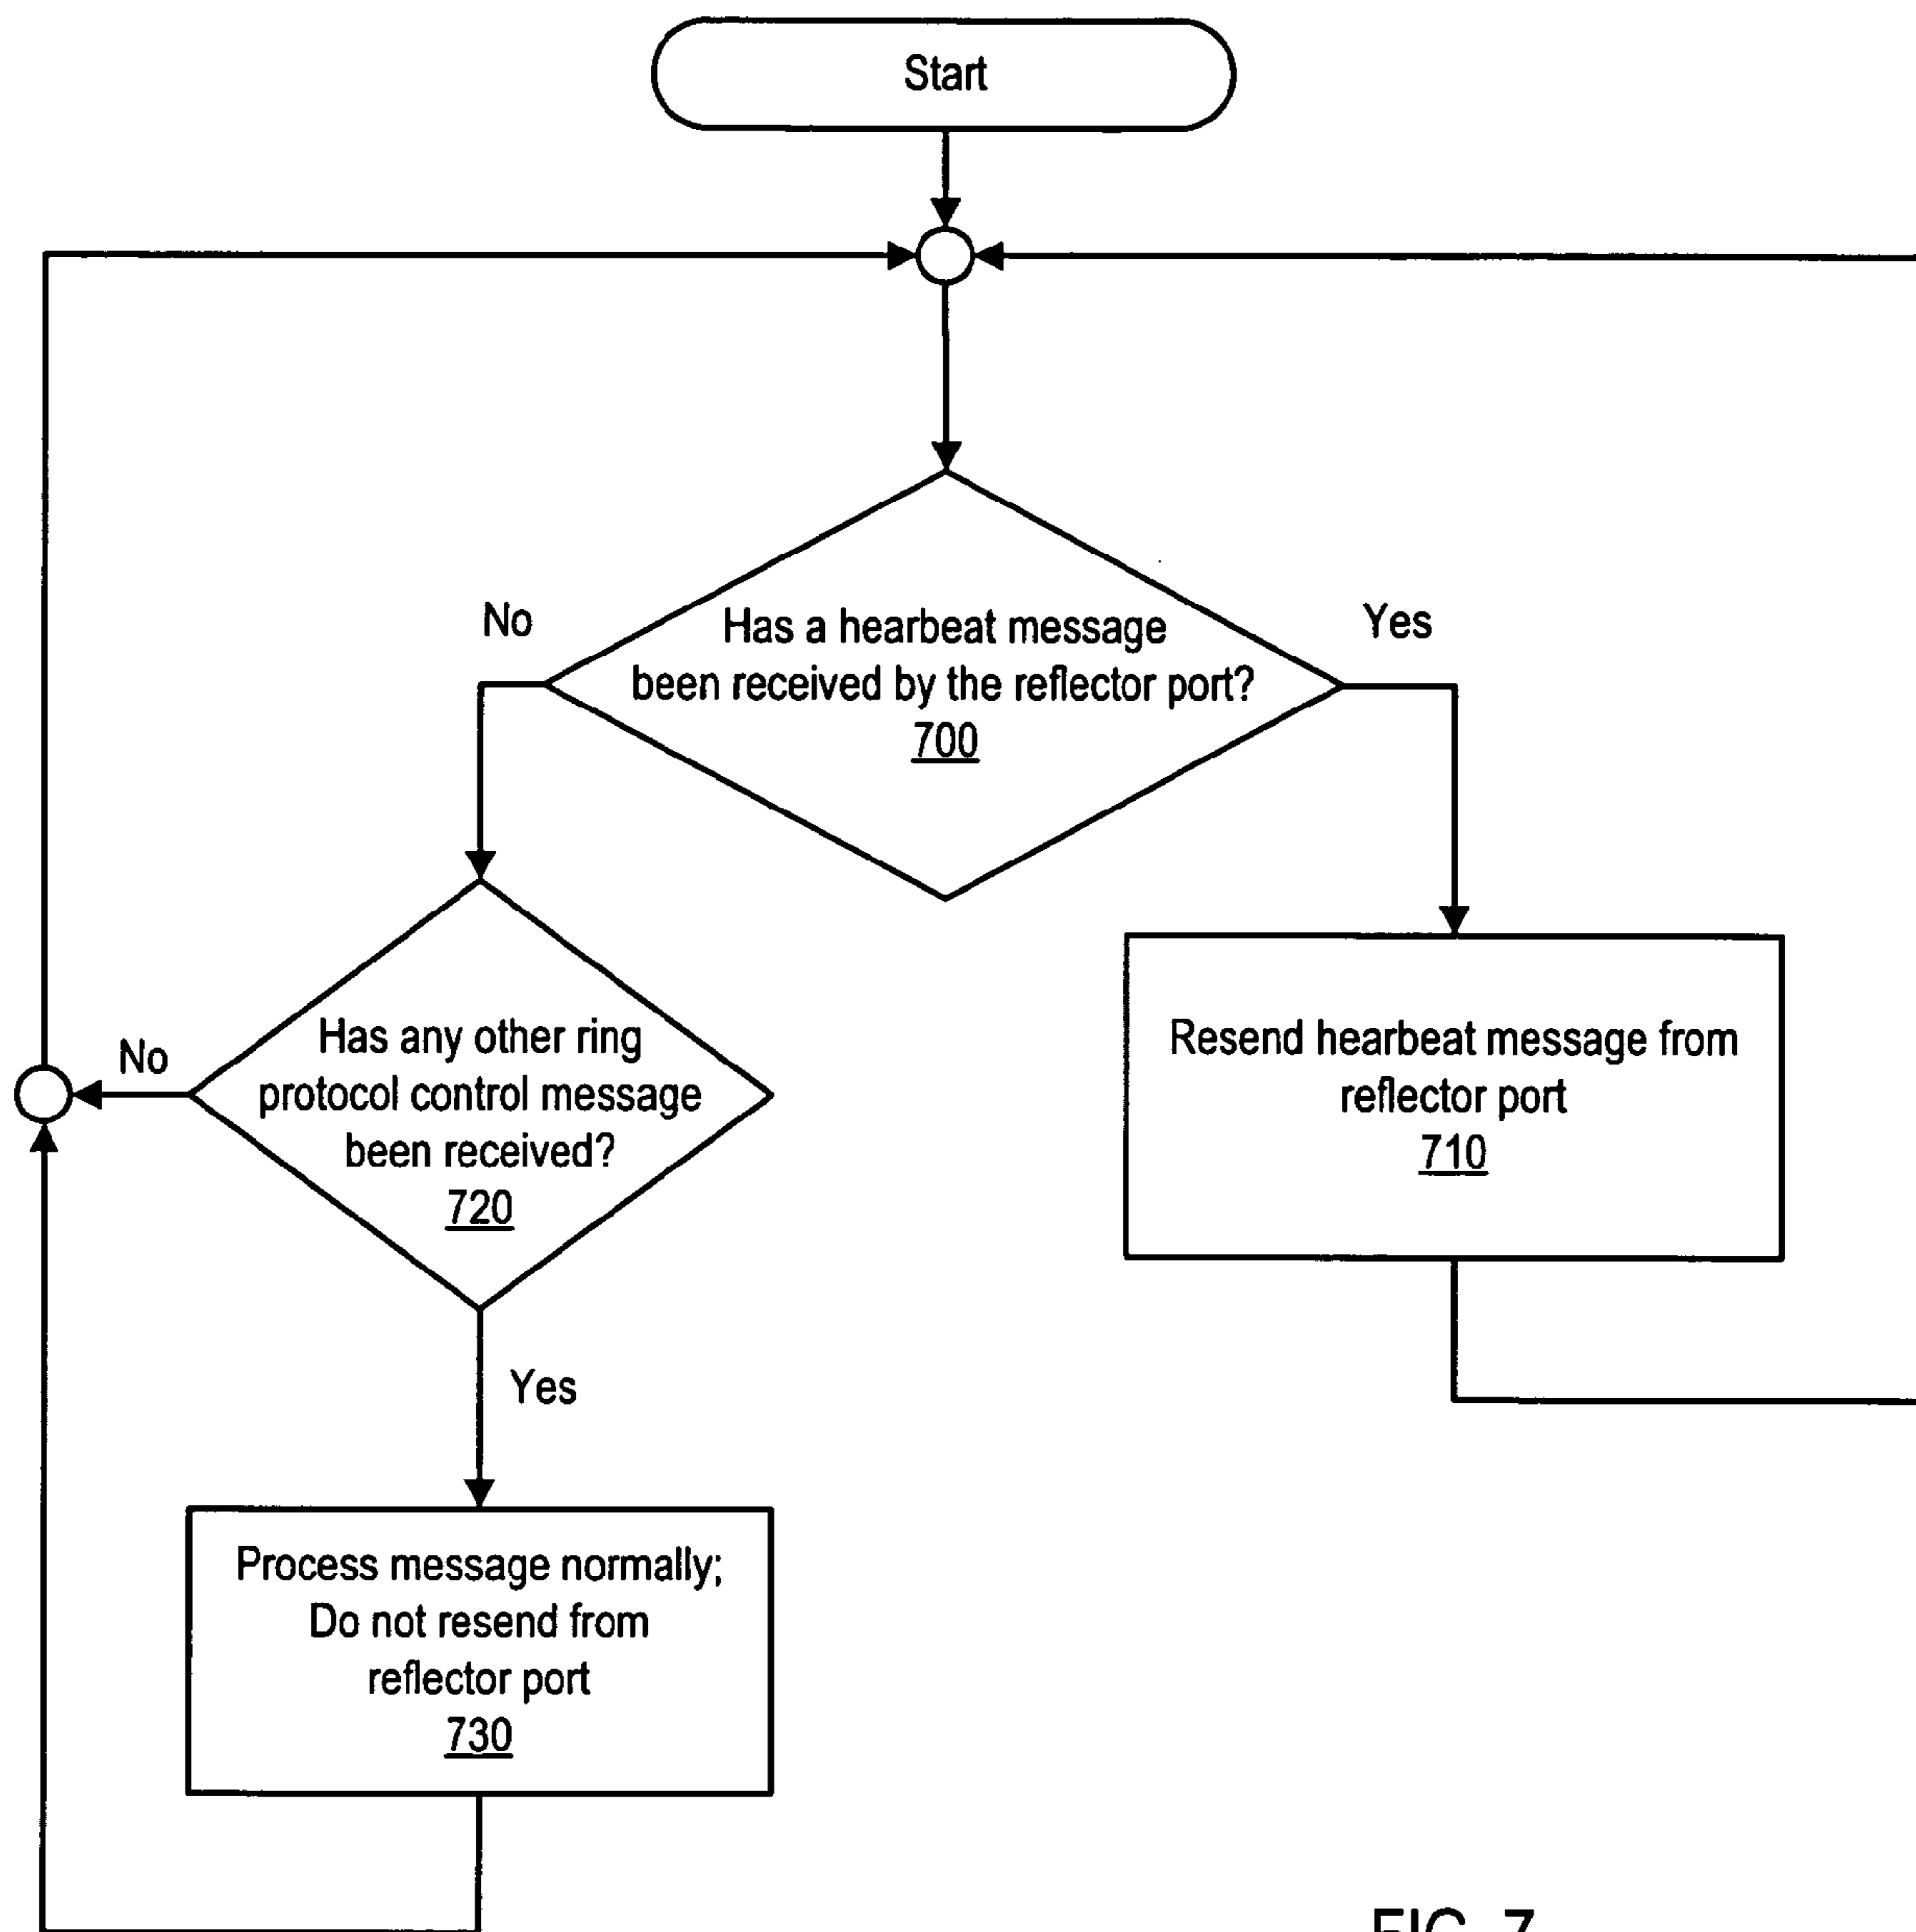 Start
No
Has a hearbeat message
been received by the reflector port?
700
Yes
No
Has any other ring
protocol control message
been received?
720
Resend hearbeat message from
reflector port
710
Yes
Process message normally;
Do not resend from
reflector port
730
FIG. 7